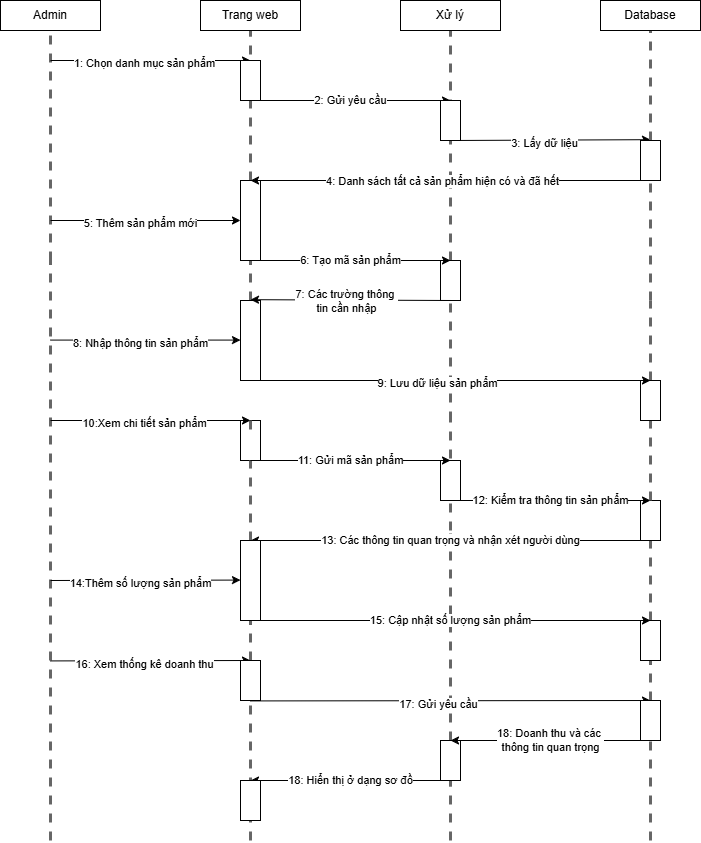 Admin
Trang web
Xử lý
Database
1: Chọn danh mục sản phẩm
2: Gửi yêu cầu
3: Lấy dữ liệu
4: Danh sách tất cả sản phẩm hiện có và đã hết
5: Thêm sản phẩm mới
6: Tạo mã sản phẩm
7: Các trường thông
tin cần nhập
8: Nhập thông tin sản phẩm
9: Lưu dữ liệu sản phẩm
10:Xem chi tiết sản phẩm
11: Gửi mã sản phẩm
12: Kiểm tra thông tin sản phẩm
13: Các thông tin quan trọng và nhận xét người dùng
14:Thêm số lượng sản phẩm
15: Cập nhật số lượng sản phẩm
16: Xem thống kê doanh thu
17: Gửi yêu cầu
18: Doanh thu và các
thông tin quan trọng
18: Hiển thị ở dạng sơ đồ